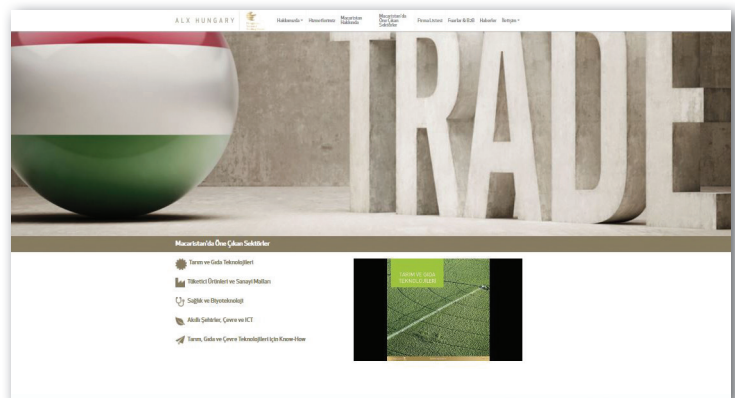 ALX HUNGARY
Hakkımızda
Hizmetlerimiz
Macaristan
Hakkında
Macaristan'da
Öne Çıkan
Sektörler
Firma Listesi
Fuarlar & B2B
Haberler
İletişim
TRADE
Macaristan'da Öne Çıkan Sektörler
Tarım ve Gıda Teknolojileri
Tüketici Ürünleri ve Sanayi Malları
Sağlık ve Biyoteknoloji
Akıllı Şehirler, Çevre ve ICT
Tarım, Gıda ve Çevre Teknolojileri için Know-How
TARIM VE GIDA
TEKNOLOJİLERİ